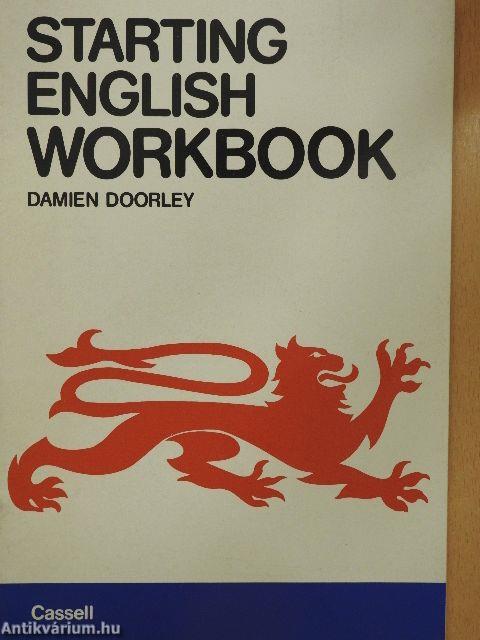 STARTING
ENGLISH
WORKBOOK
DAMIEN DOORLEY
Cassell
Antikvárium.hu